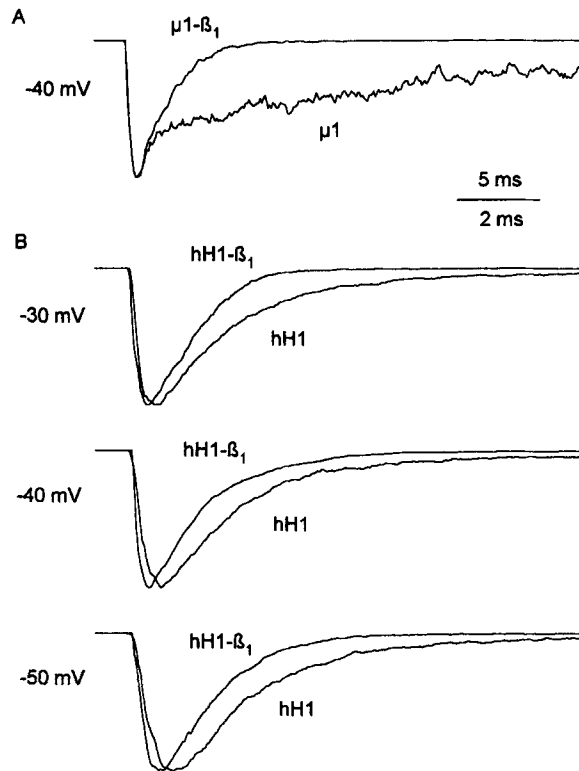 A
µ1-ß₁
-40 mV
µ1
5 ms
2 ms
B
hH1-ß₁
-30 mV
hH1
hH1-ß₁
-40 mV
hH1
hH1-ß₁
-50 mV
hH1